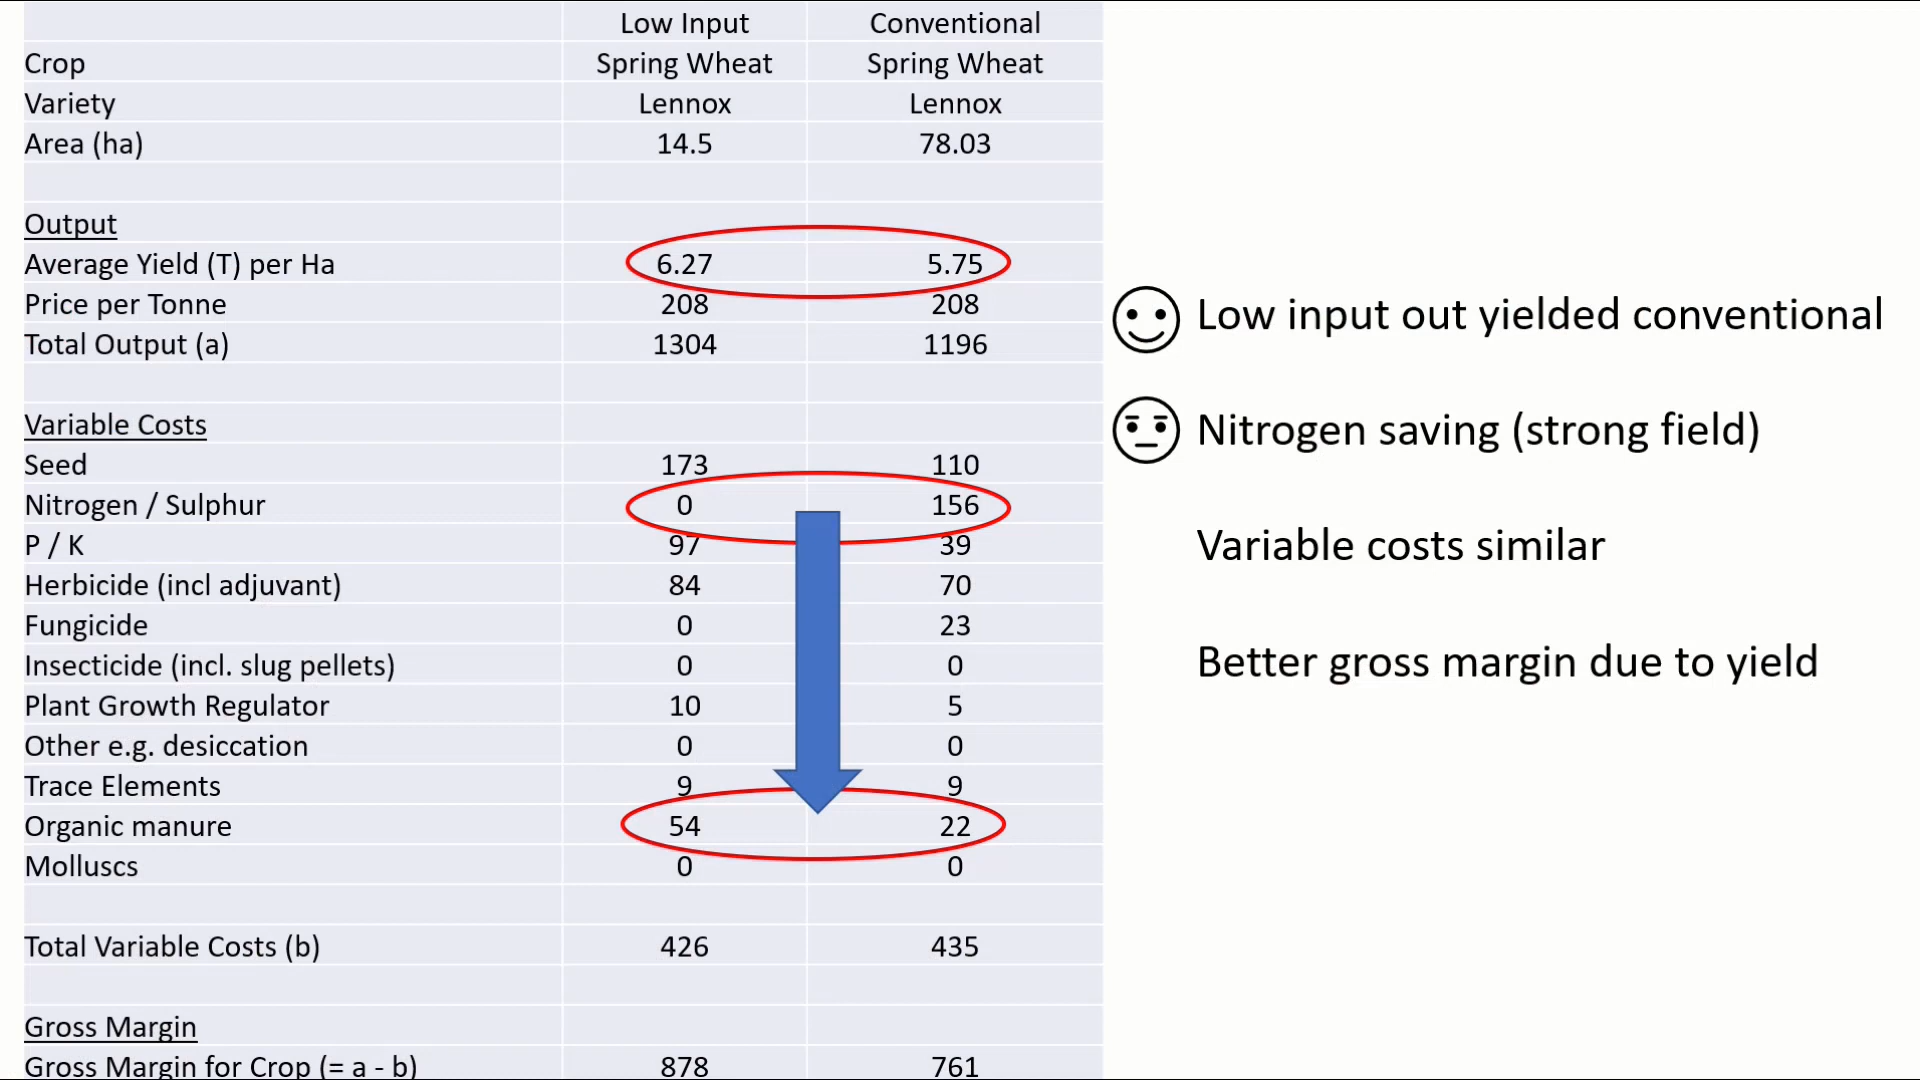 Low Input Conventional
Crop Spring Wheat Spring Wheat
Variety Lennox Lennox
Area (ha) 14.5 78.03
Output
Average Yield (T) per Ha 6.27 5.75
Price per Tonne 208 208
Total Output (a) 1304 1196
Variable Costs
Seed 173 110
Nitrogen / Sulphur 0 156
P / K 97 39
Herbicide (incl adjuvant) 84 70
Fungicide 0 23
Insecticide (incl. slug pellets) 0 0
Plant Growth Regulator 10 5
Other e.g. desiccation 0 0
Trace Elements 9 9
Organic manure 54 22
Molluscs 0 0
Total Variable Costs (b) 426 435
Gross Margin
Gross Margin for Crop (= a - b) 878 761
Low input out yielded conventional
Nitrogen saving (strong field)
Variable costs similar
Better gross margin due to yield